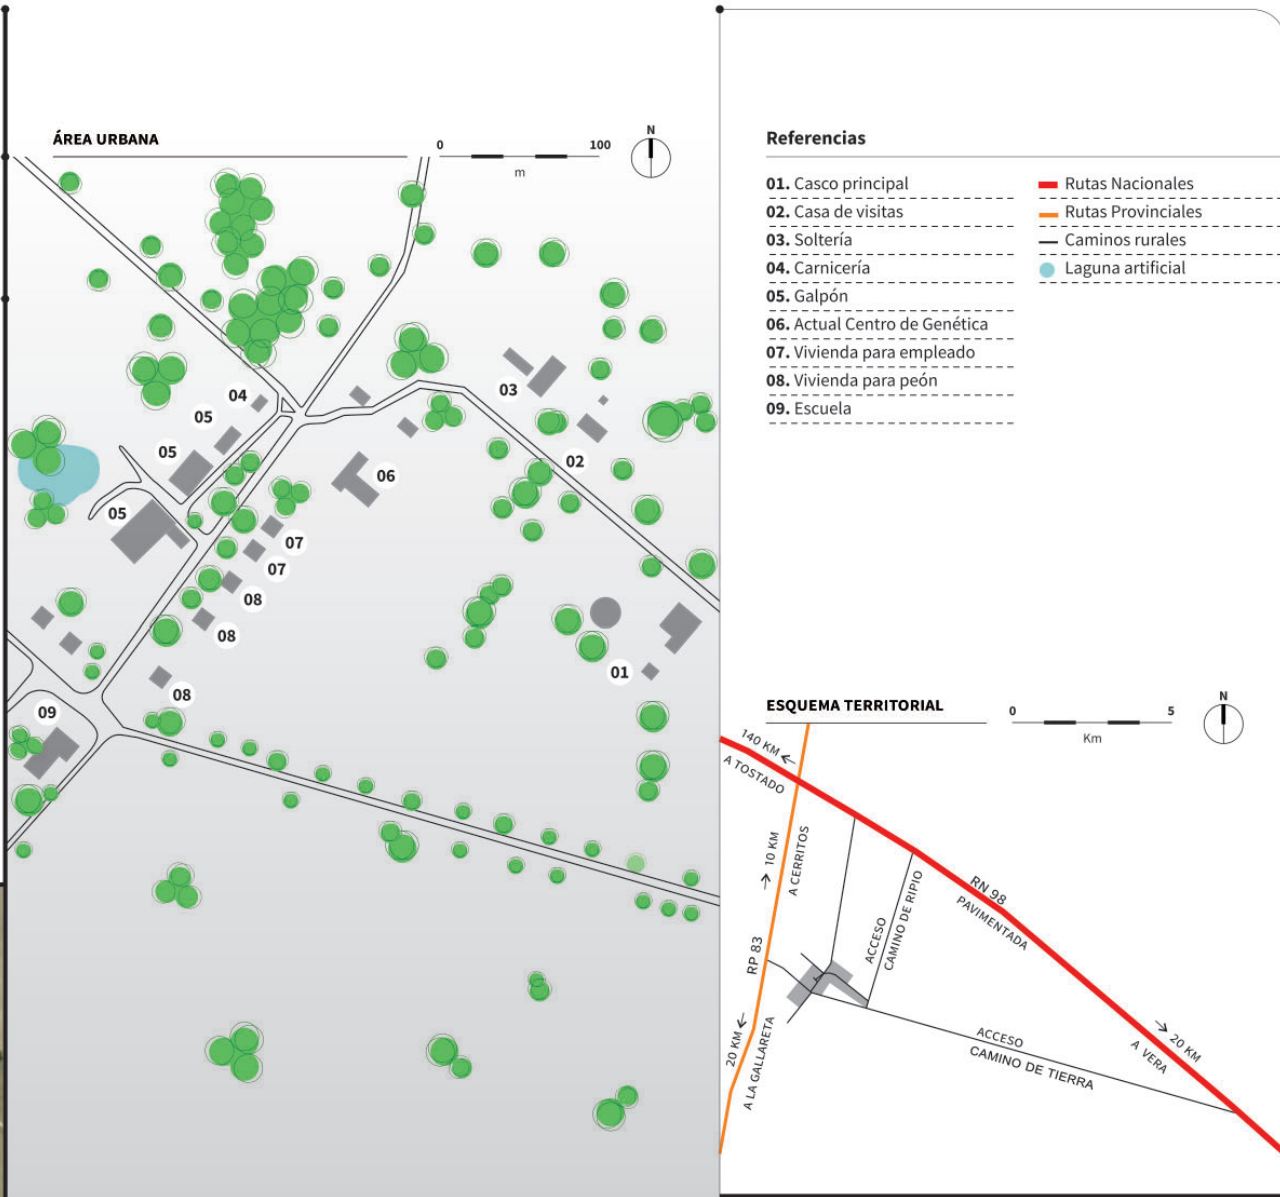 ÁREA URBANA
0 100
m
N
04
05
05
05
03
02
06
07
07
08
08
08
09
01
Referencias
01. Casco principal
02. Casa de visitas
03. Soltería
04. Carnicería
05. Galpón
06. Actual Centro de Genética
07. Vivienda para empleado
08. Vivienda para peón
09. Escuela
Rutas Nacionales
Rutas Provinciales
Caminos rurales
Laguna artificial
ESQUEMA TERRITORIAL
0 5
Km
N
140 KM
A TOSTADO
10 KM
A CERRITOS
RP 83
20 KM
A LA GALLARETA
ACCESO
CAMINO DE RIPIO
RN 98
PAVIMENTADA
ACCESO
CAMINO DE TIERRA
20 KM
A VERA